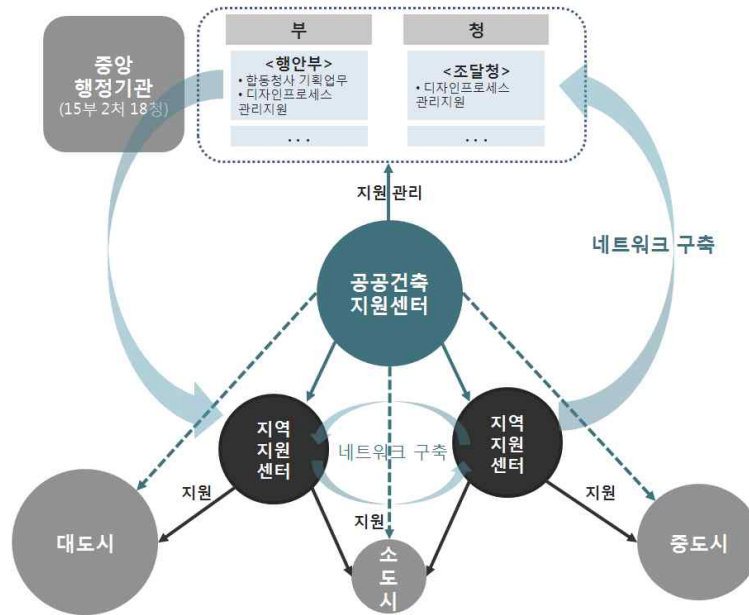 중앙
행정기관
(15부 2처 18청)
부
청
<행안부>
• 합동청사 기획업무
• 디자인프로세스
관리지원
...
<조달청>
• 디자인프로세스
관리지원
...
지원 관리
네트워크 구축
공공건축
지원센터
지역
지원
센터
네트워크 구축
지역
지원
센터
지원
지원
지원
대도시
소
도
시
중도시